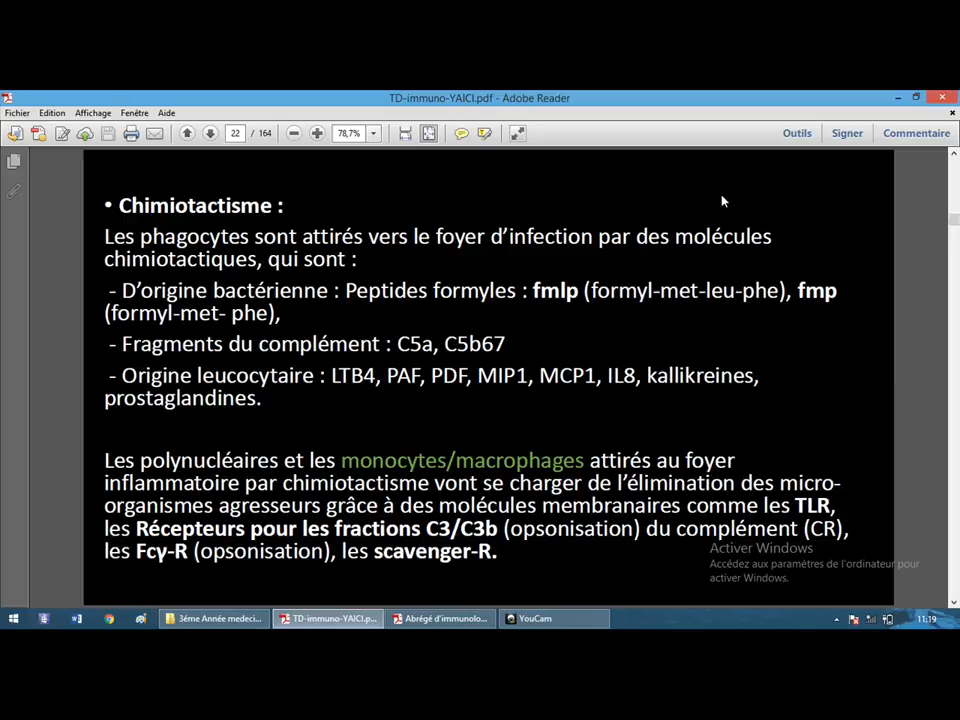 TD-immuno-YAICI.pdf - Adobe Reader
Fichier Edition Affichage Fenêtre Aide
22 / 164 78,7% Outils Signer Commentaire
• Chimiotactisme :
Les phagocytes sont attirés vers le foyer d’infection par des molécules
chimiotactiques, qui sont :
- D’origine bactérienne : Peptides formyles : fmlp (formyl-met-leu-phe), fmp
(formyl-met- phe),
- Fragments du complément : C5a, C5b67
- Origine leucocytaire : LTB4, PAF, PDF, MIP1, MCP1, IL8, kallikreines,
prostaglandines.
Les polynucléaires et les monocytes/macrophages attirés au foyer
inflammatoire par chimiotactisme vont se charger de l’élimination des micro-
organismes agresseurs grâce à des molécules membranaires comme les TLR,
les Récepteurs pour les fractions C3/C3b (opsonisation) du complément (CR),
les Fcγ-R (opsonisation), les scavenger-R.
Activer Windows
Accédez aux paramètres de l'ordinateur pour
activer Windows.
3éme Année medeci... TD-immuno-YAICI.p... Abrégé d'immunolo... YouCam 11:19